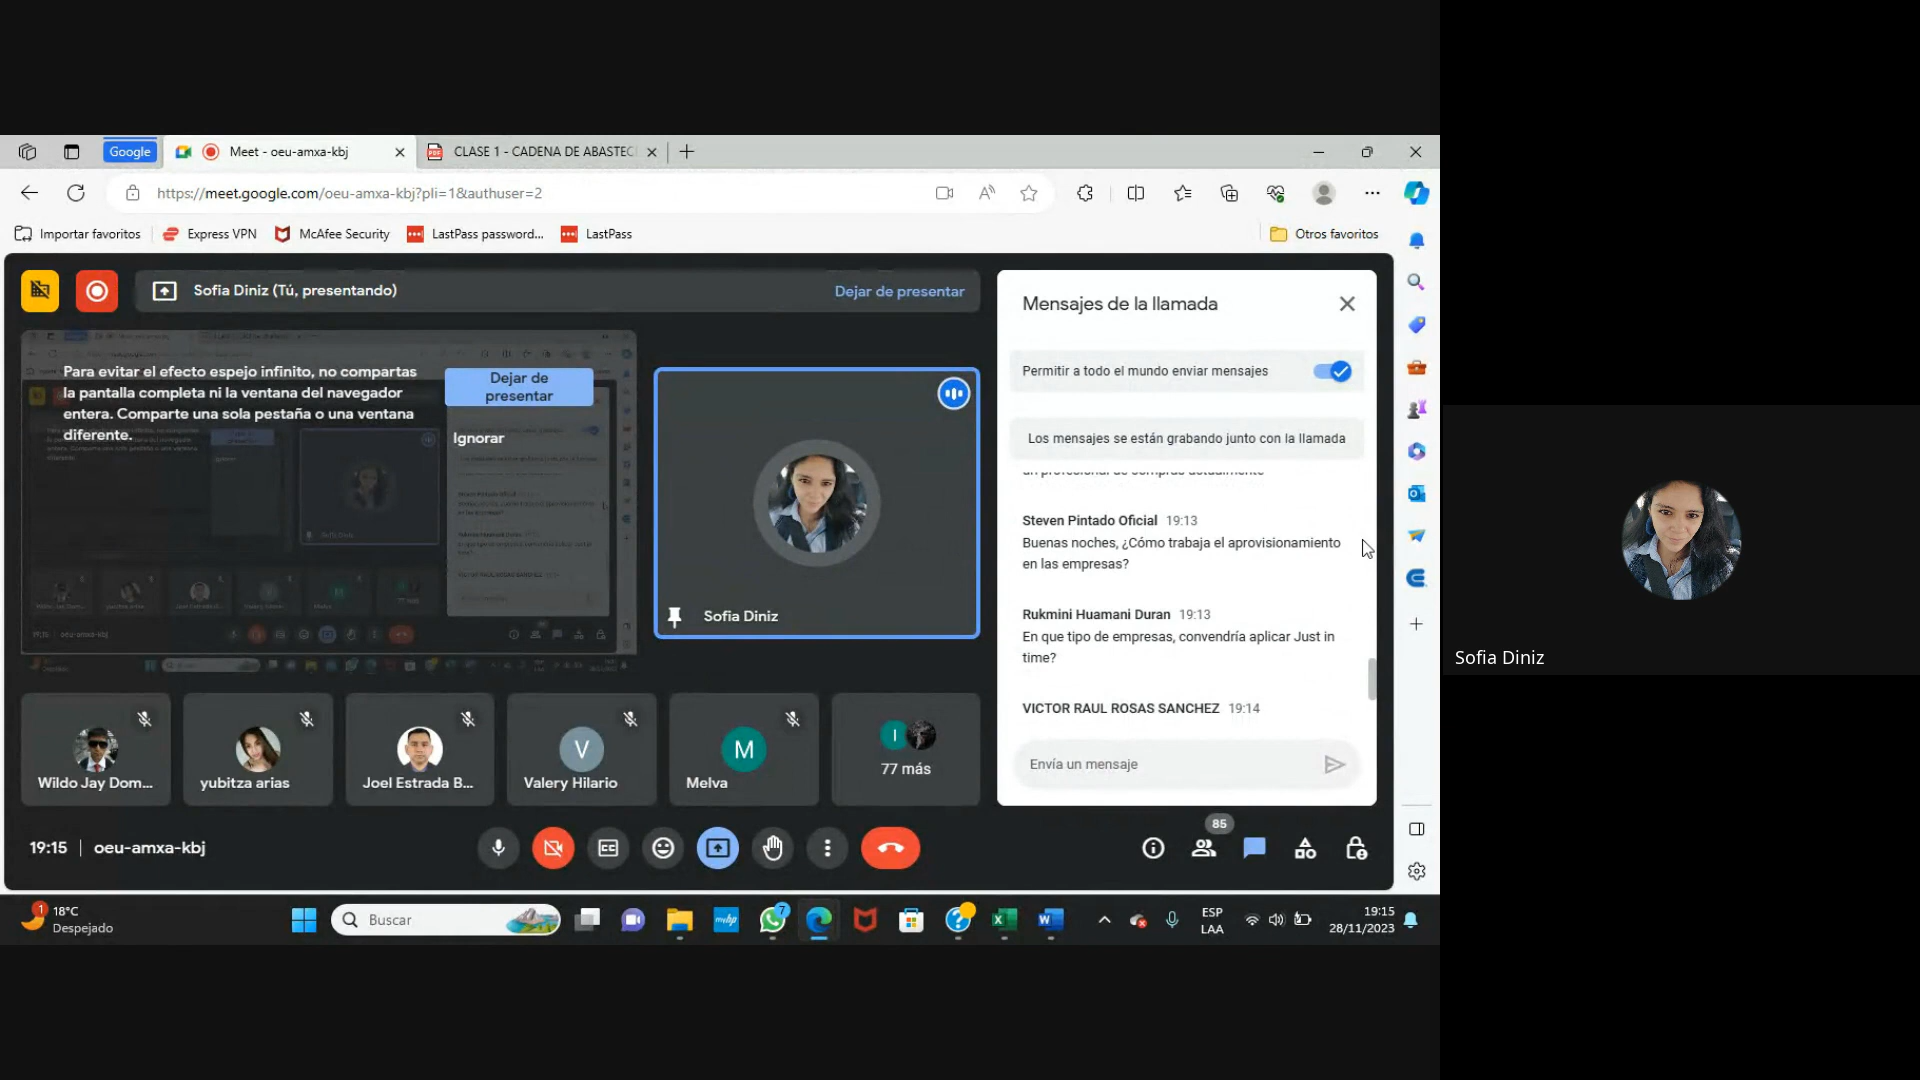 Google
Meet - oeu-amxa-kbj
CLASE 1 - CADENA DE ABASTEC
https://meet.google.com/oeu-amxa-kbj?pli=1&authuser=2
Importar favoritos
Express VPN
McAfee Security
LastPass password...
LastPass
Otros favoritos
Sofia Diniz (Tú, presentando)
Dejar de presentar
Para evitar el efecto espejo infinito, no compartas
la pantalla completa ni la ventana del navegador
entera. Comparte una sola pestaña o una ventana
diferente.
Dejar de
presentar
Ignorar
Sofia Diniz
Mensajes de la llamada
Permitir a todo el mundo enviar mensajes
Los mensajes se están grabando junto con la llamada
un profesional de compras actualmente
Steven Pintado Oficial 19:13
Buenas noches, ¿Cómo trabaja el aprovisionamiento
en las empresas?
Rukmini Huamani Duran 19:13
En que tipo de empresas, convendría aplicar Just in
time?
VICTOR RAUL ROSAS SANCHEZ 19:14
Envía un mensaje
Wildo Jay Dom...
yubitza arias
Joel Estrada B...
V
Valery Hilario
M
Melva
I
77 más
19:15 | oeu-amxa-kbj
85
Sofia Diniz
1
18°C
Despejado
Buscar
mybp
7
ESP
LAA
19:15
28/11/2023